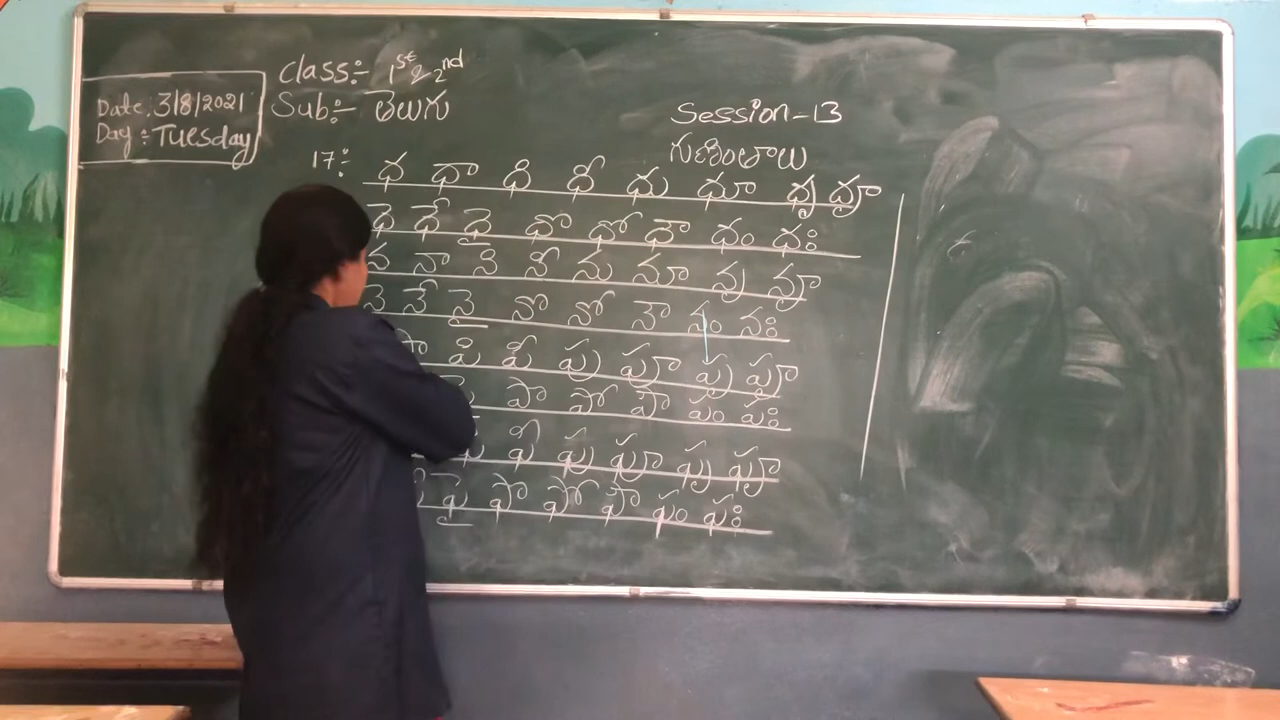 Class:- 1st & 2nd
Date. 3/8/2021
Sub:- తెలుగు
Day : Tuesday
Session-13
గుణింతాలు
17:
ధ ధా ధి ధీ ధు ధూ ధృ ధౄ
ధె ధే ధై ధొ ధో ధౌ ధం ధః
న నా ని నీ ను నూ నృ నౄ
నె నే నై నొ నో నౌ నం నః
పా పి పీ పు పూ పృ పౄ
పై పొ పో పౌ పం పః
ఫీ ఫు ఫూ ఫృ ఫౄ
ఫై ఫొ ఫో ఫౌ ఫం ఫః